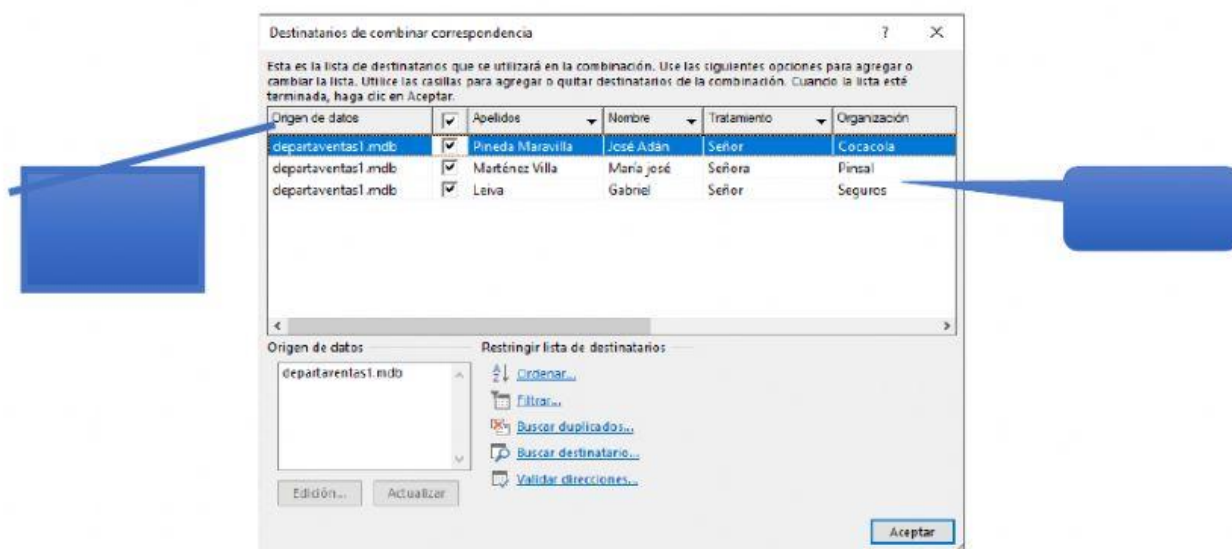 Destinatarios de combinar correspondencia ? ×
Esta es la lista de destinatarios que se utilizará en la combinación. Use las siguientes opciones para agregar o
cambiar la lista. Utilice las casillas para agregar o quitar destinatarios de la combinación. Cuando la lista esté
terminada, haga clic en Aceptar.
Origen de datos Apellidos Nombre Tratamiento Organización
departaventas1.mdb Pineda Maravilla José Adán Señor Cocacola
departaventas1.mdb Marténez Villa María josé Señora Pinsal
departaventas1.mdb Leiva Gabriel Señor Seguros
Origen de datos Restringir lista de destinatarios
departaventas1.mdb
Ordenar...
Filtrar...
Buscar duplicados...
Buscar destinatario...
Validar direcciones...
Edición... Actualizar
Aceptar